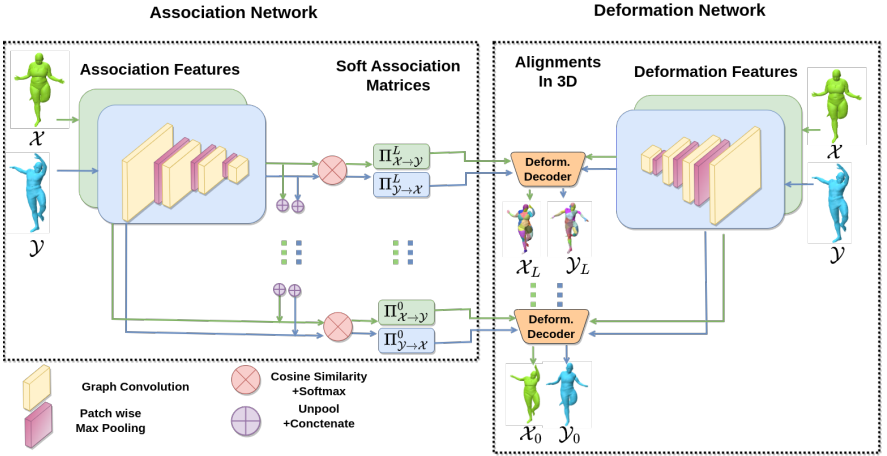 Association Network
Deformation Network
Association Features
Soft Association
Matrices
Alignments
In 3D
Deformation Features
𝒳
𝒴
Π^L_{𝒳→𝒴}
Π^L_{𝒴→𝒳}
Deform.
Decoder
𝒳_L
𝒴_L
𝒳
𝒴
Π^0_{𝒳→𝒴}
Π^0_{𝒴→𝒳}
Deform.
Decoder
𝒳_0
𝒴_0
Graph Convolution
Patch wise
Max Pooling
Cosine Similarity
+Softmax
Unpool
+Conctenate